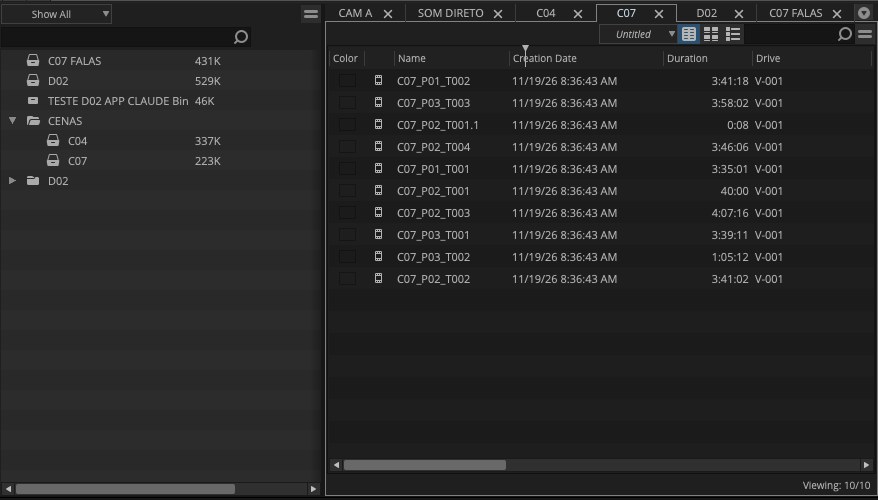 Show All
C07 FALAS 431K
D02 529K
TESTE D02 APP CLAUDE Bin 46K
CENAS
C04 337K
C07 223K
D02
CAM A SOM DIRETO C04 C07 D02 C07 FALAS
Untitled
Color Name Creation Date Duration Drive
C07_P01_T002 11/19/26 8:36:43 AM 3:41:18 V-001
C07_P03_T003 11/19/26 8:36:43 AM 3:58:02 V-001
C07_P02_T001.1 11/19/26 8:36:43 AM 0:08 V-001
C07_P02_T004 11/19/26 8:36:43 AM 3:46:06 V-001
C07_P01_T001 11/19/26 8:36:43 AM 3:35:01 V-001
C07_P02_T001 11/19/26 8:36:43 AM 40:00 V-001
C07_P02_T003 11/19/26 8:36:43 AM 4:07:16 V-001
C07_P03_T001 11/19/26 8:36:43 AM 3:39:11 V-001
C07_P03_T002 11/19/26 8:36:43 AM 1:05:12 V-001
C07_P02_T002 11/19/26 8:36:43 AM 3:41:02 V-001
Viewing: 10/10